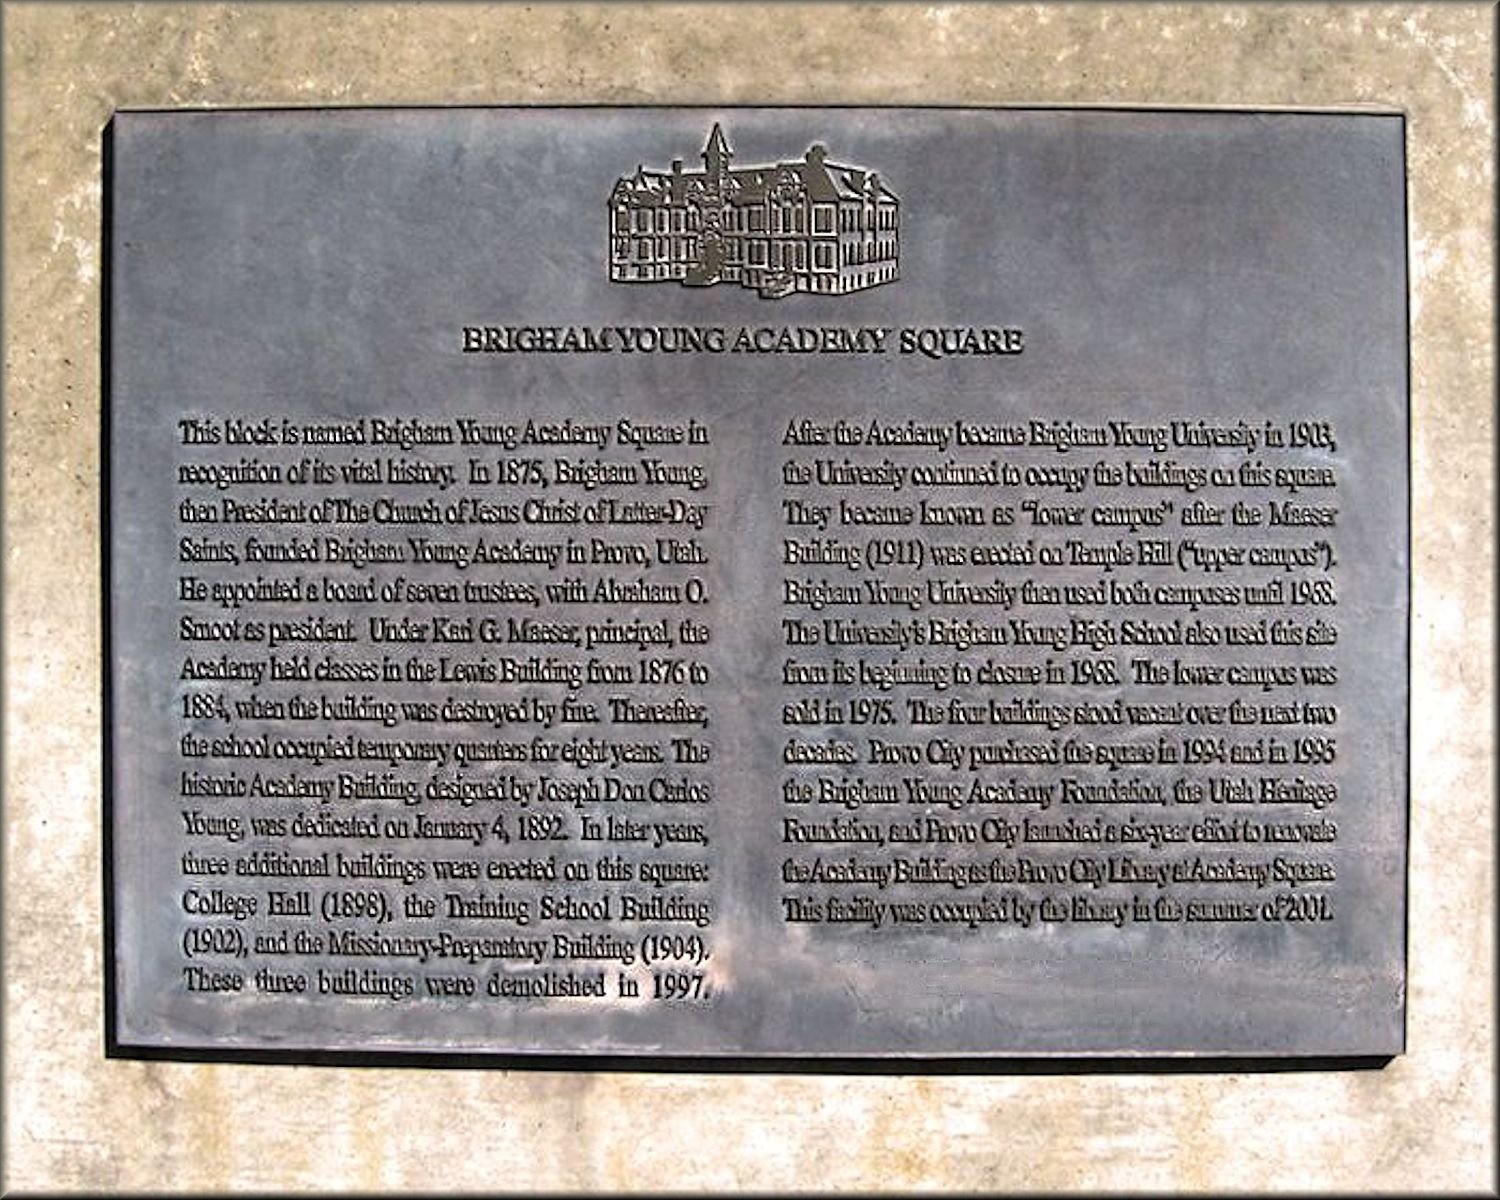 BRIGHAM YOUNG ACADEMY SQUARE
This block is named Brigham Young Academy Square in
recognition of its vital history. In 1875, Brigham Young,
then President of The Church of Jesus Christ of Latter-Day
Saints, founded Brigham Young Academy in Provo, Utah.
He appointed a board of seven trustees, with Abraham O.
Smoot as president. Under Karl G. Maeser, principal, the
Academy held classes in the Lewis Building from 1876 to
1884, when the building was destroyed by fire. Thereafter,
the school occupied temporary quarters for eight years. The
historic Academy Building, designed by Joseph Don Carlos
Young, was dedicated on January 4, 1892. In later years,
three additional buildings were erected on this square:
College Hall (1898), the Training School Building
(1902), and the Missionary-Preparatory Building (1904).
These three buildings were demolished in 1997.
After the Academy became Brigham Young University in 1903,
the University continued to occupy the buildings on this square.
They became known as "lower campus" after the Maeser
Building (1911) was erected on Temple Hill ("upper campus").
Brigham Young University then used both campuses until 1968.
The University's Brigham Young High School also used this site
from its beginning to closure in 1968. The lower campus was
sold in 1975. The four buildings stood vacant over the next two
decades. Provo City purchased the square in 1994 and in 1995
the Brigham Young Academy Foundation, the Utah Heritage
Foundation, and Provo City launched a six-year effort to renovate
the Academy Building as the Provo City Library at Academy Square.
This facility was occupied by the library in the summer of 2001.